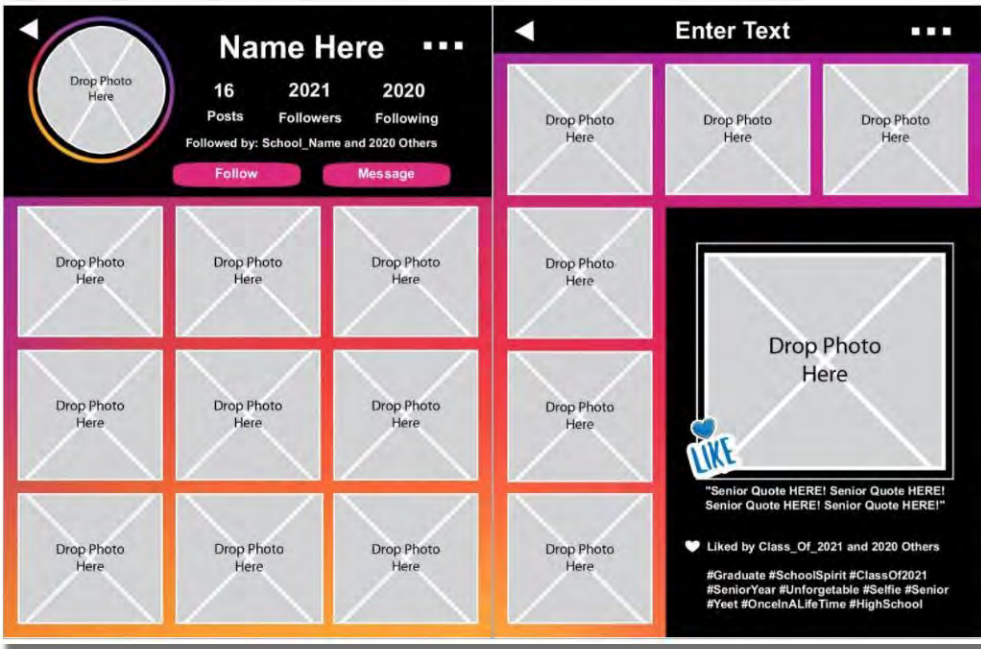 Name Here
Drop Photo
Here
16 2021 2020
Posts Followers Following
Followed by: School_Name and 2020 Others
Follow Message
Drop Photo Drop Photo Drop Photo
Here Here Here
Drop Photo Drop Photo Drop Photo
Here Here Here
Drop Photo Drop Photo Drop Photo
Here Here Here
Enter Text
Drop Photo Drop Photo Drop Photo
Here Here Here
Drop Photo
Here
Drop Photo
Here
Drop Photo
Here
Drop Photo
Here
LIKE
"Senior Quote HERE! Senior Quote HERE!
Senior Quote HERE! Senior Quote HERE!"
Liked by Class_Of_2021 and 2020 Others
#Graduate #SchoolSpirit #ClassOf2021
#SeniorYear #Unforgetable #Selfie #Senior
#Yeet #OnceInALifeTime #HighSchool